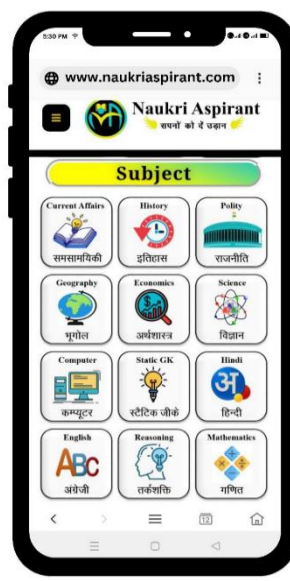 5:30 PM
www.naukriaspirant.com
Naukri Aspirant
सपनों को दें उड़ान
Subject
Current Affairs History Polity
समसामयिकी इतिहास राजनीति
Geography Economics Science
भूगोल अर्थशास्त्र विज्ञान
Computer Static GK Hindi
अ
कम्प्यूटर स्टैटिक जीके हिन्दी
English Reasoning Mathematics
ABC
अंग्रेजी तर्कशक्ति गणित
12